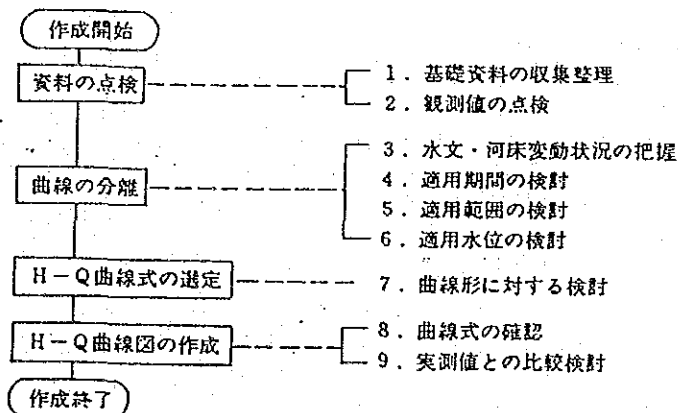 作成開始
資料の点検
1．基礎資料の収集整理
2．観測値の点検
曲線の分離
3．水文・河床変動状況の把握
4．適用期間の検討
5．適用範囲の検討
6．適用水位の検討
H－Q曲線式の選定
7．曲線形に対する検討
H－Q曲線図の作成
8．曲線式の確認
9．実測値との比較検討
作成終了